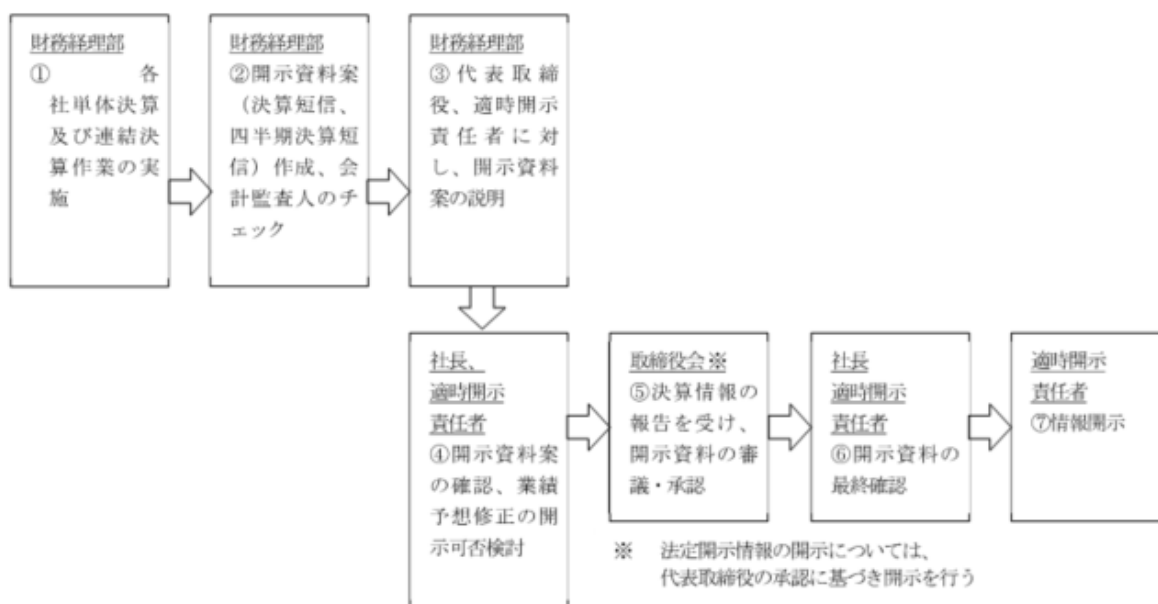 財務経理部
① 各
社単体決算
及び連結決
算作業の実
施
財務経理部
②開示資料案
（決算短信、
四半期決算短
信）作成、会
計監査人のチ
ェック
財務経理部
③代表取締
役、適時開示
責任者に対
し、開示資料
案の説明
社長、
適時開示
責任者
④開示資料案
の確認、業績
予想修正の開
示可否検討
取締役会※
⑤決算情報の
報告を受け、
開示資料の審
議・承認
社長
適時開示
責任者
⑥開示資料の
最終確認
適時開示
責任者
⑦情報開示
※ 法定開示情報の開示については、
代表取締役の承認に基づき開示を行う